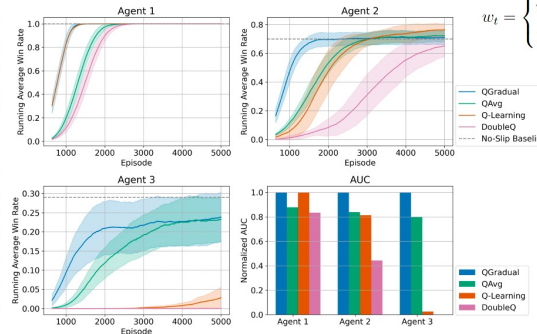 Agent 1
Running Average Win Rate
1.0
0.8
0.6
0.4
0.2
0.0
1000 2000 3000 4000 5000
Episode
Agent 2
Running Average Win Rate
0.8
0.6
0.4
0.2
0.0
1000 2000 3000 4000 5000
Episode
w_t = {
QGradual
QAvg
Q-Learning
DoubleQ
No-Slip Baseli
Agent 3
Running Average Win Rate
0.30
0.25
0.20
0.15
0.10
0.05
0.00
1000 2000 3000 4000 5000
Episode
AUC
Normalized AUC
1.0
0.8
0.6
0.4
0.2
0.0
Agent 1 Agent 2 Agent 3
QGradual
QAvg
Q-Learning
DoubleQ